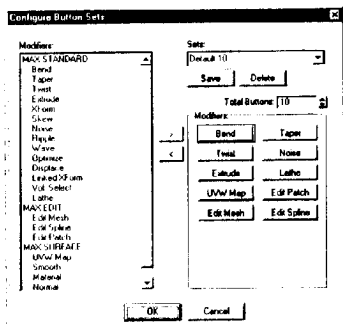 Configure Button Sets
Modifiers:
MAX STANDARD
Bend
Taper
Twist
Extrude
XForm
Skew
Noise
Ripple
Wave
Optimize
Displace
Linked XForm
Vol. Select
Lathe
MAX EDIT
Edit Mesh
Edit Spline
Edit Patch
MAX SURFACE
UVW Map
Smooth
Material
Normal
>
<
Sets:
Default 10
Save Delete
Total Buttons: 10
Modifiers:
Bend Taper
Twist Noise
Extrude Lathe
UVW Map Edit Patch
Edit Mesh Edit Spline
OK Cancel